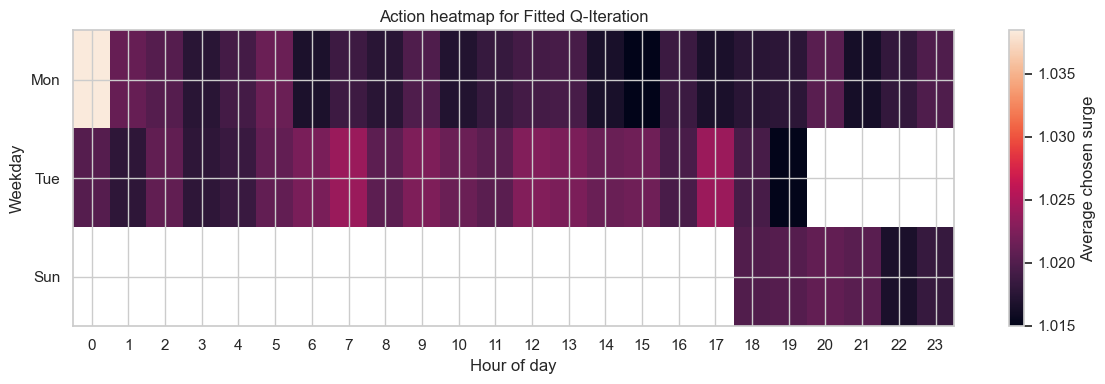 Action heatmap for Fitted Q-Iteration
Mon
Tue
Sun
Weekday
0 1 2 3 4 5 6 7 8 9 10 11 12 13 14 15 16 17 18 19 20 21 22 23
Hour of day
1.035
1.030
1.025
1.020
1.015
Average chosen surge